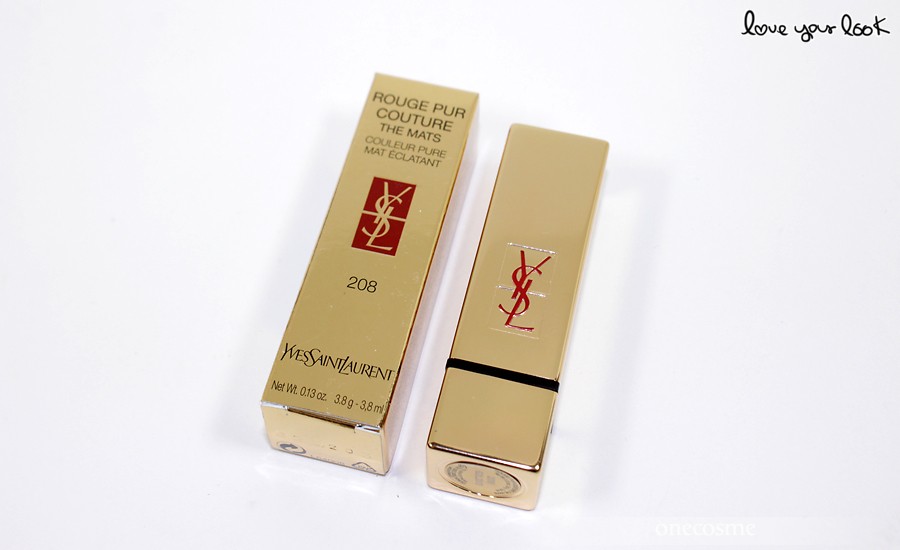 love your look
ROUGE PUR
COUTURE
THE MATS
COULEUR PURE
MAT ÉCLATANT
YSL
208
YVESSAINTLAURENT
Net Wt. 0.13 oz. 3.8 g - 3,8 ml
YSL
onecosme